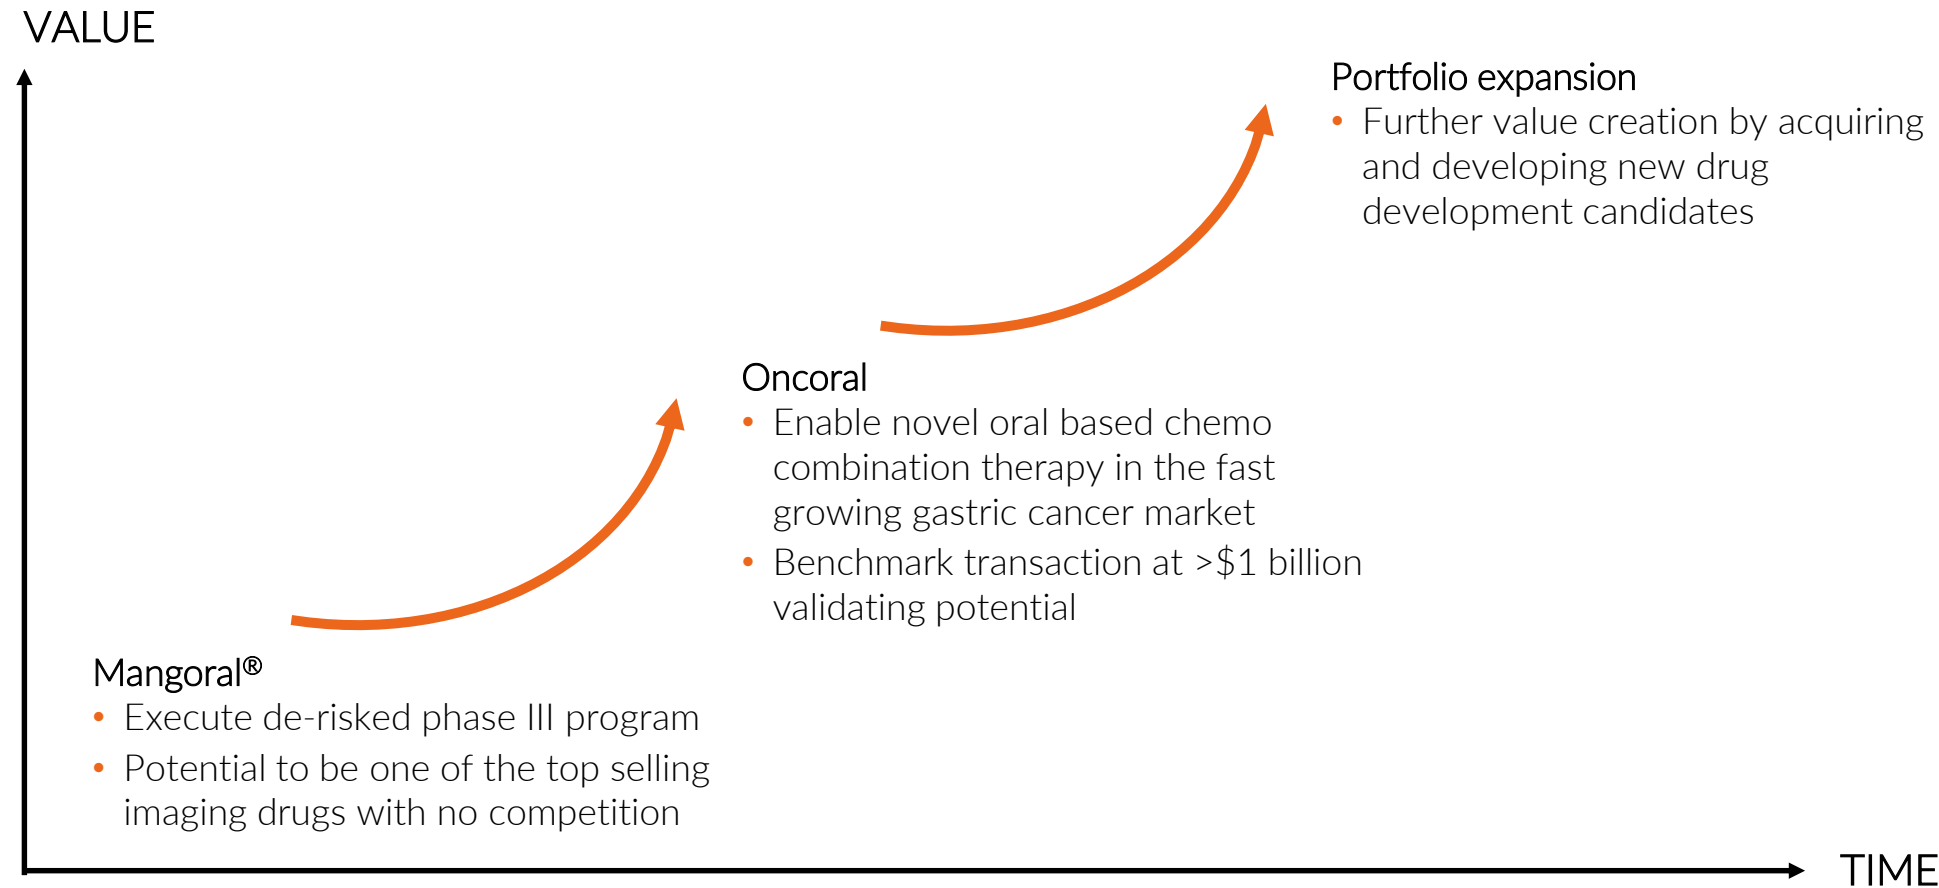 VALUE
Portfolio expansion
• Further value creation by acquiring
and developing new drug
development candidates
Oncoral
• Enable novel oral based chemo
combination therapy in the fast
growing gastric cancer market
• Benchmark transaction at >$1 billion
validating potential
Mangoral®
• Execute de-risked phase III program
• Potential to be one of the top selling
imaging drugs with no competition
TIME